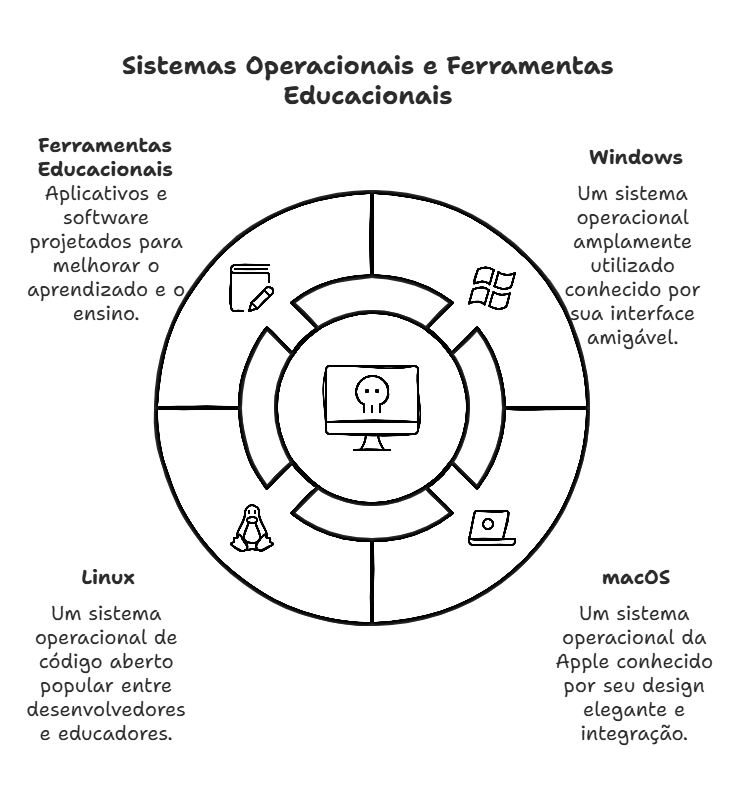 Sistemas Operacionais e Ferramentas
Educacionais
Ferramentas
Educacionais
Aplicativos e
software
projetados para
melhorar o
aprendizado e o
ensino.
Windows
Um sistema
operacional
amplamente
utilizado
conhecido por
sua interface
amigável.
Linux
Um sistema
operacional de
código aberto
popular entre
desenvolvedores
e educadores.
macOS
Um sistema
operacional da
Apple conhecido
por seu design
elegante e
integração.